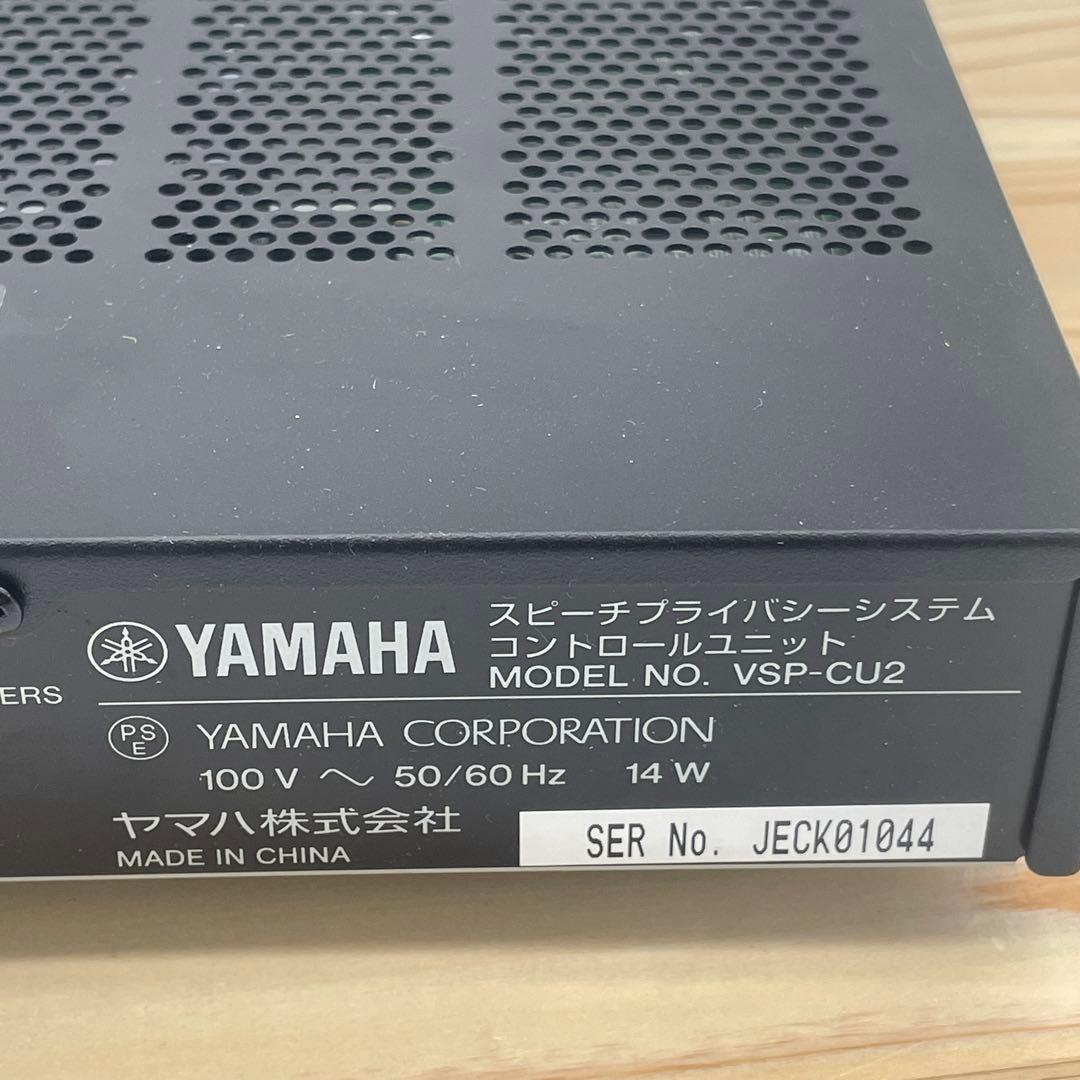 YAMAHA
スピーチプライバシーシステム
コントロールユニット
MODEL NO. VSP-CU2
ERS
PSE
YAMAHA CORPORATION
100 V ～ 50/60 Hz 14 W
ヤマハ株式会社
MADE IN CHINA
SER No. JECK01044